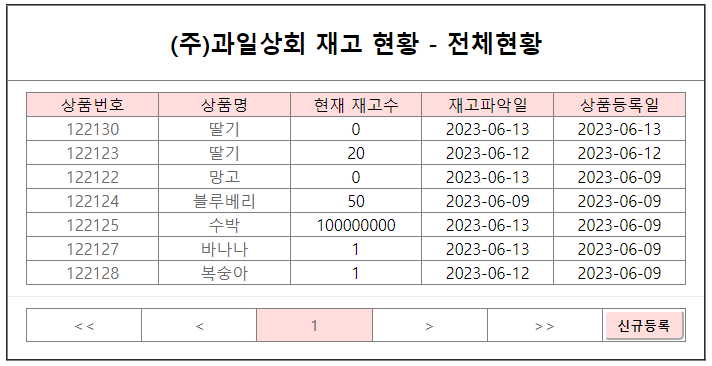 (주)과일상회 재고 현황 - 전체현황
상품번호 상품명 현재 재고수 재고파악일 상품등록일
122130 딸기 0 2023-06-13 2023-06-13
122123 딸기 20 2023-06-12 2023-06-12
122122 망고 0 2023-06-13 2023-06-09
122124 블루베리 50 2023-06-09 2023-06-09
122125 수박 100000000 2023-06-13 2023-06-09
122127 바나나 1 2023-06-13 2023-06-09
122128 복숭아 1 2023-06-12 2023-06-09
<< < 1 > >> 신규등록